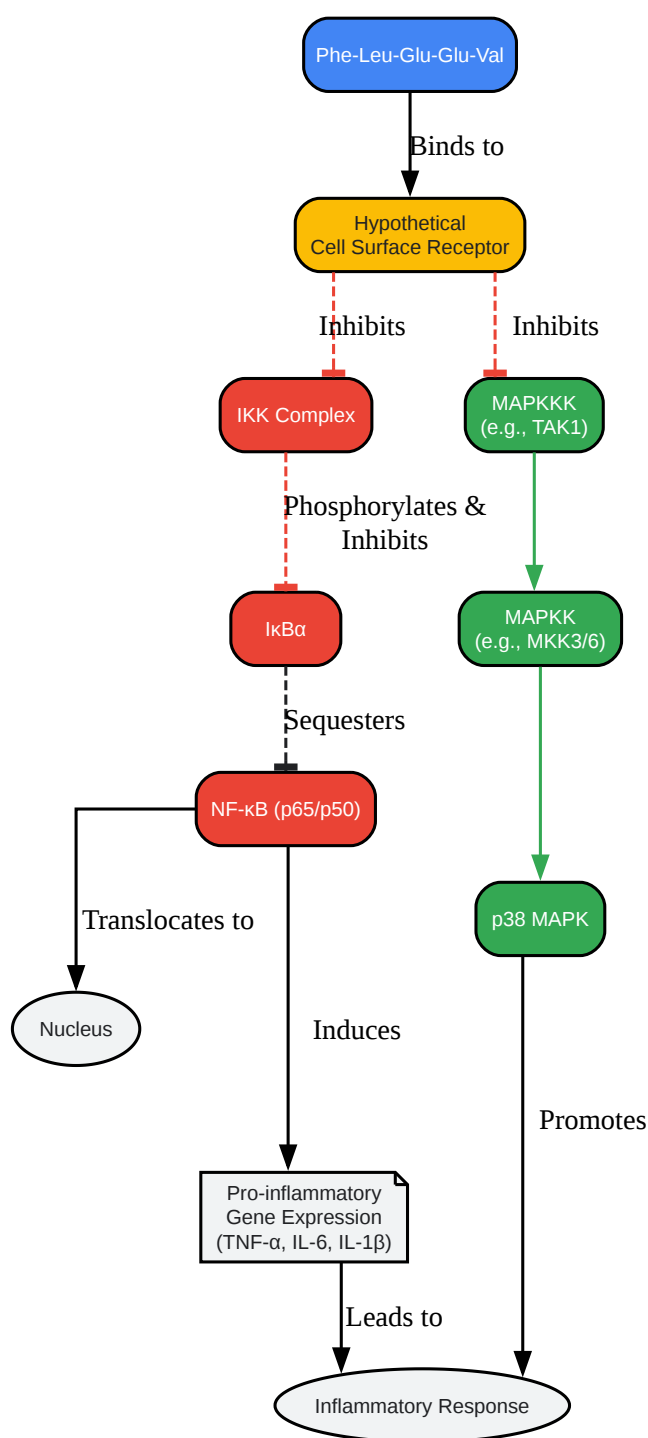 Phe-Leu-Glu-Glu-Val
Binds to
Hypothetical
Cell Surface Receptor
Inhibits
Inhibits
IKK Complex
MAPKKK
(e.g., TAK1)
Phosphorylates &
Inhibits
IκBα
MAPKK
(e.g., MKK3/6)
Sequesters
NF-κB (p65/p50)
Translocates to
p38 MAPK
Nucleus
Induces
Promotes
Pro-inflammatory
Gene Expression
(TNF-α, IL-6, IL-1β)
Leads to
Inflammatory Response